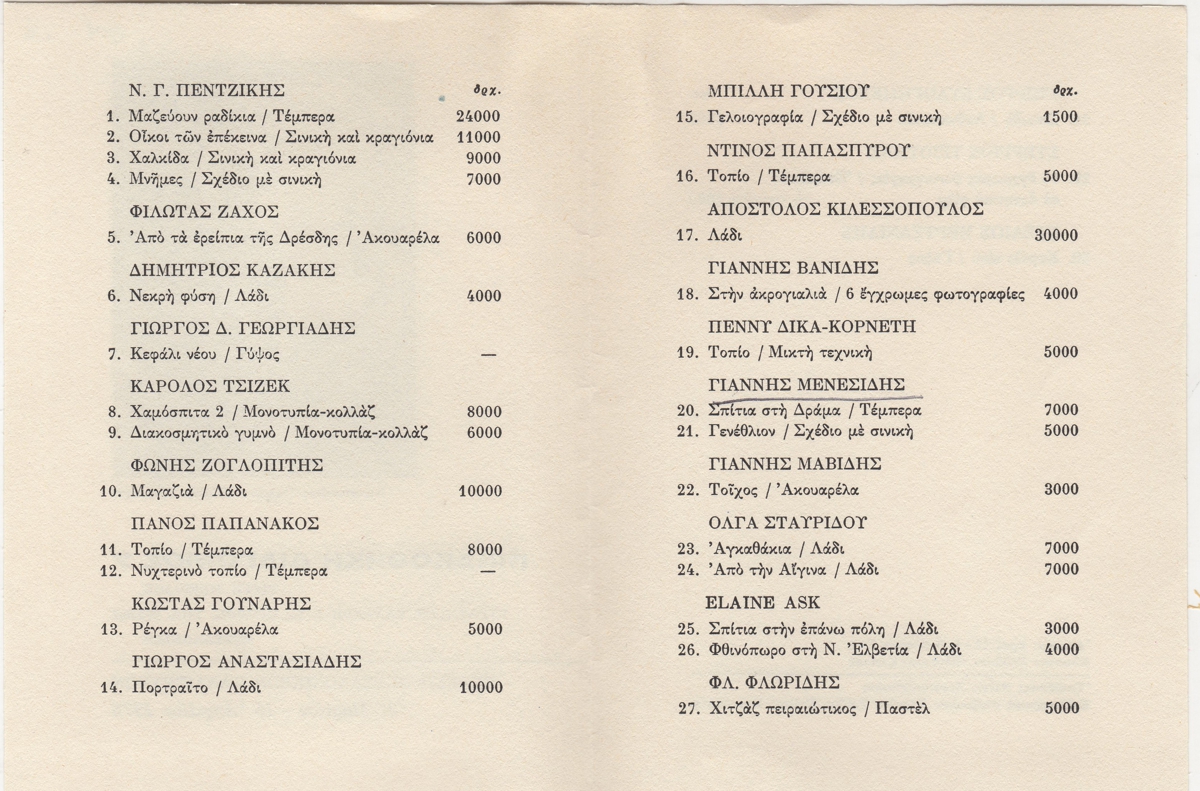 Ν. Γ. ΠΕΝΤΖΙΚΗΣ δρχ.
1. Μαζεύουν ραδίκια / Τέμπερα 24000
2. Οἶκοι τῶν ἐπέκεινα / Σινικὴ καὶ κραγιόνια 11000
3. Χαλκίδα / Σινικὴ καὶ κραγιόνια 9000
4. Μνῆμες / Σχέδιο μὲ σινικὴ 7000
ΦΙΛΩΤΑΣ ΖΑΧΟΣ
5. Ἀπὸ τὰ ἐρείπια τῆς Δρέσδης / Ἀκουαρέλα 6000
ΔΗΜΗΤΡΙΟΣ ΚΑΖΑΚΗΣ
6. Νεκρὴ φύση / Λάδι 4000
ΓΙΩΡΓΟΣ Δ. ΓΕΩΡΓΙΑΔΗΣ
7. Κεφάλι νέου / Γύψος —
ΚΑΡΟΛΟΣ ΤΣΙΖΕΚ
8. Χαμόσπιτα 2 / Μονοτυπία-κολλὰζ 8000
9. Διακοσμητικὸ γυμνὸ / Μονοτυπία-κολλὰζ 6000
ΦΩΝΗΣ ΖΟΓΛΟΠΙΤΗΣ
10. Μαγαζιὰ / Λάδι 10000
ΠΑΝΟΣ ΠΑΠΑΝΑΚΟΣ
11. Τοπίο / Τέμπερα 8000
12. Νυχτερινὸ τοπίο / Τέμπερα —
ΚΩΣΤΑΣ ΓΟΥΝΑΡΗΣ
13. Ρέγκα / Ἀκουαρέλα 5000
ΓΙΩΡΓΟΣ ΑΝΑΣΤΑΣΙΑΔΗΣ
14. Πορτραῖτο / Λάδι 10000
ΜΠΙΛΛΗ ΓΟΥΣΙΟΥ δρχ.
15. Γελοιογραφία / Σχέδιο μὲ σινικὴ 1500
ΝΤΙΝΟΣ ΠΑΠΑΣΠΥΡΟΥ
16. Τοπίο / Τέμπερα 5000
ΑΠΟΣΤΟΛΟΣ ΚΙΛΕΣΣΟΠΟΥΛΟΣ
17. Λάδι 30000
ΓΙΑΝΝΗΣ ΒΑΝΙΔΗΣ
18. Στὴν ἀκρογιαλιὰ / 6 ἔγχρωμες φωτογραφίες 4000
ΠΕΝΝΥ ΔΙΚΑ-ΚΟΡΝΕΤΗ
19. Τοπίο / Μικτὴ τεχνικὴ 5000
ΓΙΑΝΝΗΣ ΜΕΝΕΣΙΔΗΣ
20. Σπίτια στὴ Δράμα / Τέμπερα 7000
21. Γενέθλιον / Σχέδιο μὲ σινικὴ 5000
ΓΙΑΝΝΗΣ ΜΑΒΙΔΗΣ
22. Τοῖχος / Ἀκουαρέλα 3000
ΟΛΓΑ ΣΤΑΥΡΙΔΟΥ
23. Ἀγκαθάκια / Λάδι 7000
24. Ἀπὸ τὴν Αἴγινα / Λάδι 7000
ELAINE ASK
25. Σπίτια στὴν ἐπάνω πόλη / Λάδι 3000
26. Φθινόπωρο στὴ Ν. Ἑλβετία / Λάδι 4000
ΦΛ. ΦΛΩΡΙΔΗΣ
27. Χιτζὰζ πειραιώτικος / Παστὲλ 5000